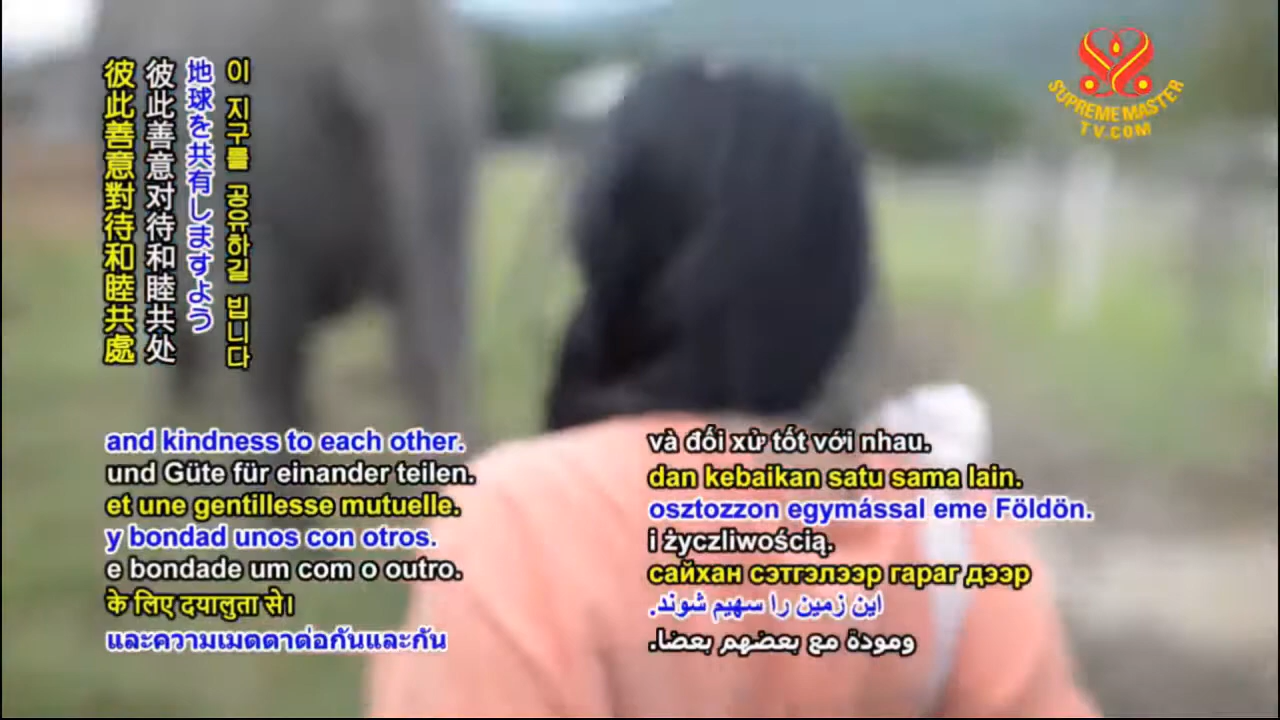 彼此善意對待和睦共處
彼此善意对待和睦共处
地球を共有しますよう
이 지구를 공유하길 빕니다
SUPREME MASTER
TV.COM
and kindness to each other.
und Güte für einander teilen.
et une gentillesse mutuelle.
y bondad unos con otros.
e bondade um com o outro.
के लिए दयालुता से।
และความเมตตาต่อกันและกัน
và đối xử tốt với nhau.
dan kebaikan satu sama lain.
osztozzon egymással eme Földön.
i życzliwością.
сайхан сэтгэлээр гараг дээр
این زمین را سهیم شوند.
ومودة مع بعضهم بعضا.